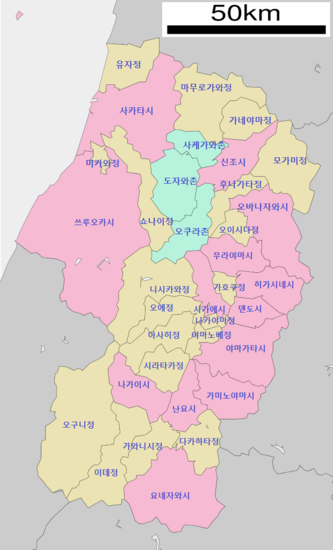 50km
유자정
마무로가와정
사카타시
가네야마정
사케가와촌
미카와정
신조시
모가미정
도자와촌
후나가타정
오바나자와시
쓰루오카시
쇼나이정
오쿠라촌
오이시다정
무라야마시
니시카와정
가호쿠정
히가시네시
오에정
사가에시
덴도시
나카야마정
아사히정
야마노베정
야마가타시
시라타카정
나가이시
가미노야마시
난요시
오구니정
가와니시정
다카하타정
이데정
요네자와시